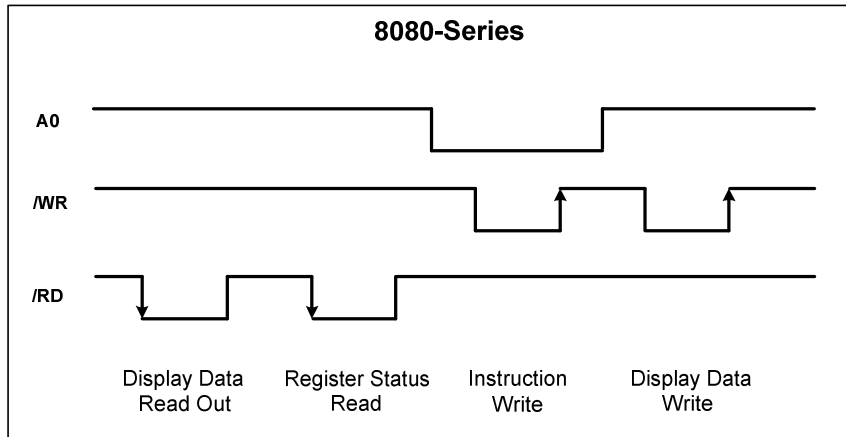 8080-Series
A0
/WR
/RD
Display Data
Read Out
Register Status
Read
Instruction
Write
Display Data
Write